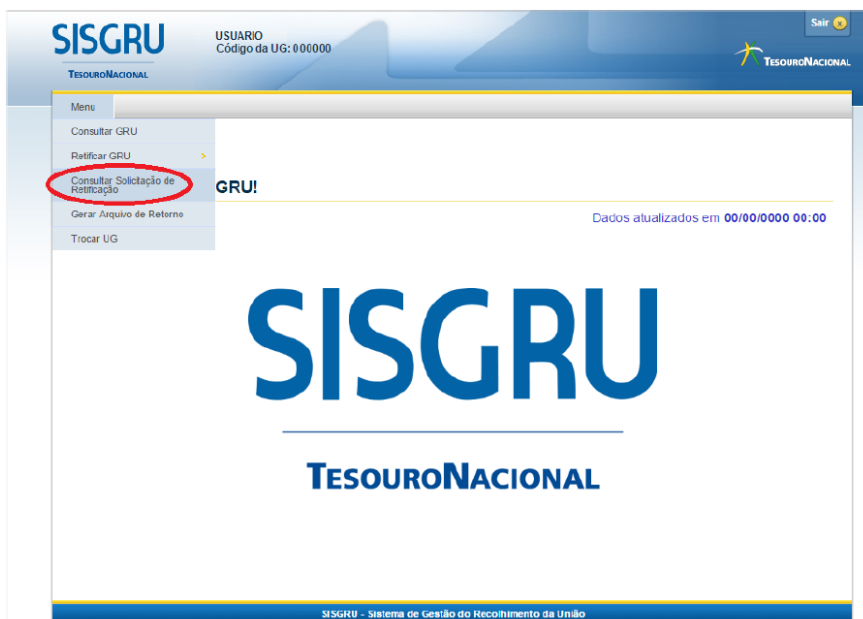 SISGRU
TESOURONACIONAL
USUARIO
Código da UG: 000000
Sair
TESOURONACIONAL
Menu
Consultar GRU
Retificar GRU
Consultar Solicitação de
Retificação
Gerar Arquivo de Retorno
Trocar UG
GRU!
Dados atualizados em 00/00/0000 00:00
SISGRU
TESOURONACIONAL
SISGRU - Sistema de Gestão do Recolhimento da União